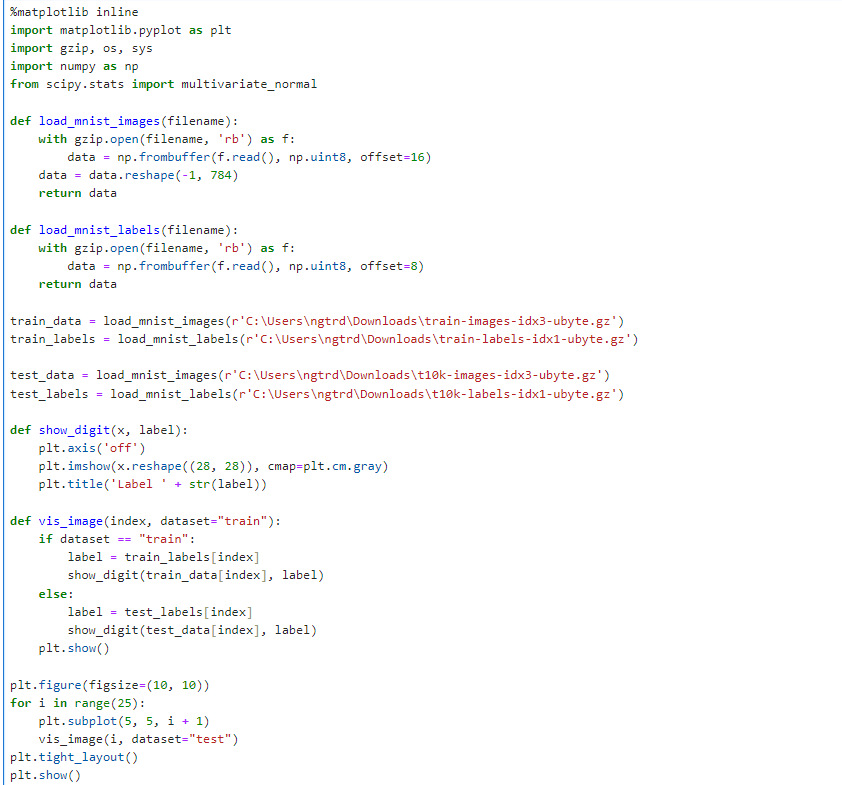 %matplotlib inline
import matplotlib.pyplot as plt
import gzip, os, sys
import numpy as np
from scipy.stats import multivariate_normal

def load_mnist_images(filename):
    with gzip.open(filename, 'rb') as f:
        data = np.frombuffer(f.read(), np.uint8, offset=16)
    data = data.reshape(-1, 784)
    return data

def load_mnist_labels(filename):
    with gzip.open(filename, 'rb') as f:
        data = np.frombuffer(f.read(), np.uint8, offset=8)
    return data

train_data = load_mnist_images(r'C:\Users\ngtrd\Downloads\train-images-idx3-ubyte.gz')
train_labels = load_mnist_labels(r'C:\Users\ngtrd\Downloads\train-labels-idx1-ubyte.gz')

test_data = load_mnist_images(r'C:\Users\ngtrd\Downloads\t10k-images-idx3-ubyte.gz')
test_labels = load_mnist_labels(r'C:\Users\ngtrd\Downloads\t10k-labels-idx1-ubyte.gz')

def show_digit(x, label):
    plt.axis('off')
    plt.imshow(x.reshape((28, 28)), cmap=plt.cm.gray)
    plt.title('Label ' + str(label))

def vis_image(index, dataset="train"):
    if dataset == "train":
        label = train_labels[index]
        show_digit(train_data[index], label)
    else:
        label = test_labels[index]
        show_digit(test_data[index], label)
    plt.show()

plt.figure(figsize=(10, 10))
for i in range(25):
    plt.subplot(5, 5, i + 1)
    vis_image(i, dataset="test")
plt.tight_layout()
plt.show()